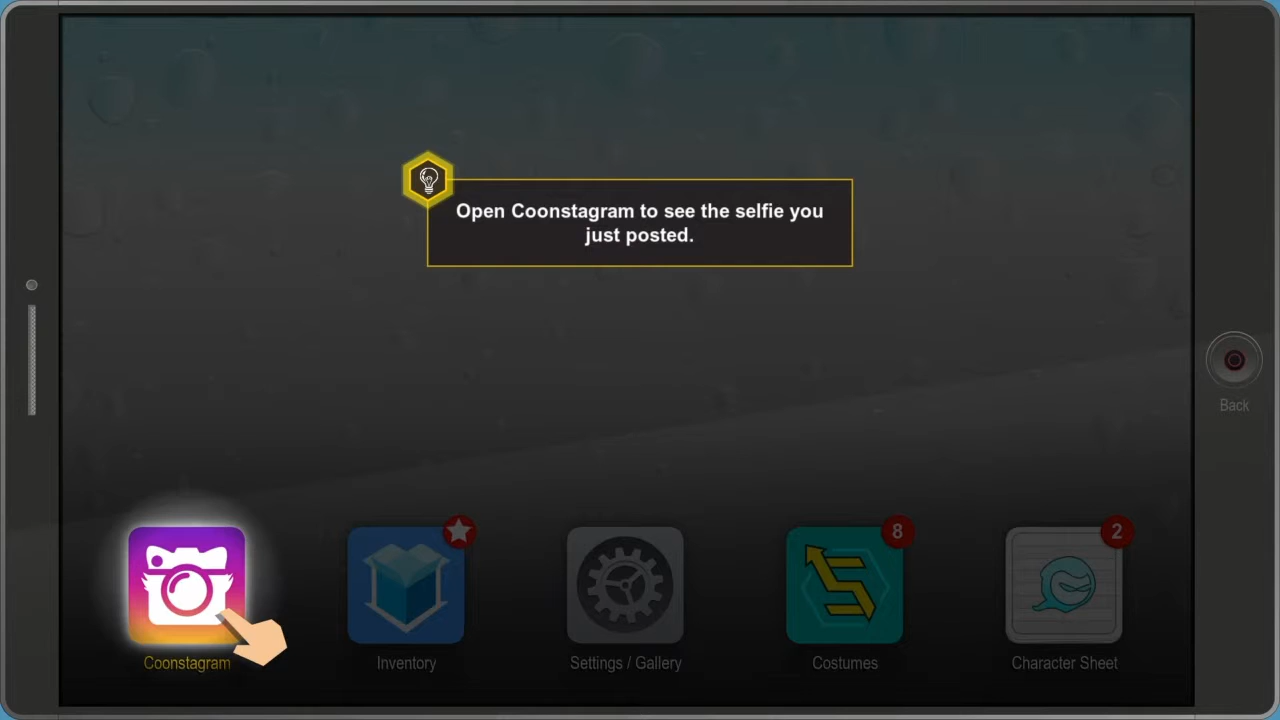 Open Coonstagram to see the selfie you
just posted.
Back
8
2
Coonstagram
Inventory
Settings / Gallery
Costumes
Character Sheet